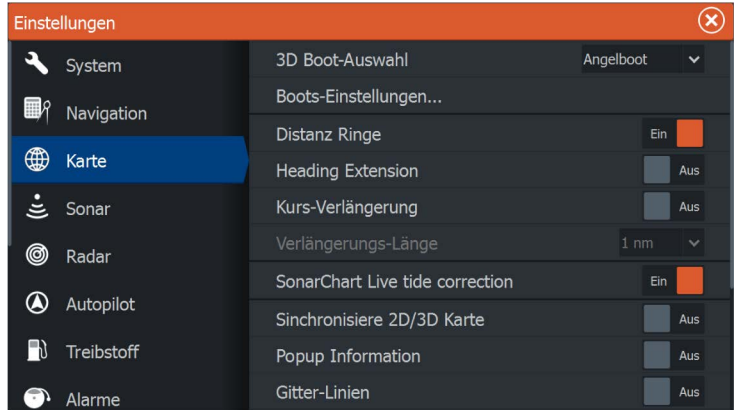 Einstellungen
System
Navigation
Karte
Sonar
Radar
Autopilot
Treibstoff
Alarme
3D Boot-Auswahl Angelboot
Boots-Einstellungen...
Distanz Ringe Ein
Heading Extension Aus
Kurs-Verlängerung Aus
Verlängerungs-Länge 1 nm
SonarChart Live tide correction Ein
Sinchronisiere 2D/3D Karte Aus
Popup Information Aus
Gitter-Linien Aus